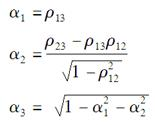 α₁ = ρ₁₃
α₂ = (ρ₂₃ − ρ₁₃ρ₁₂) / √(1 − ρ₁₂²)
α₃ = √(1 − α₁² − α₂²)